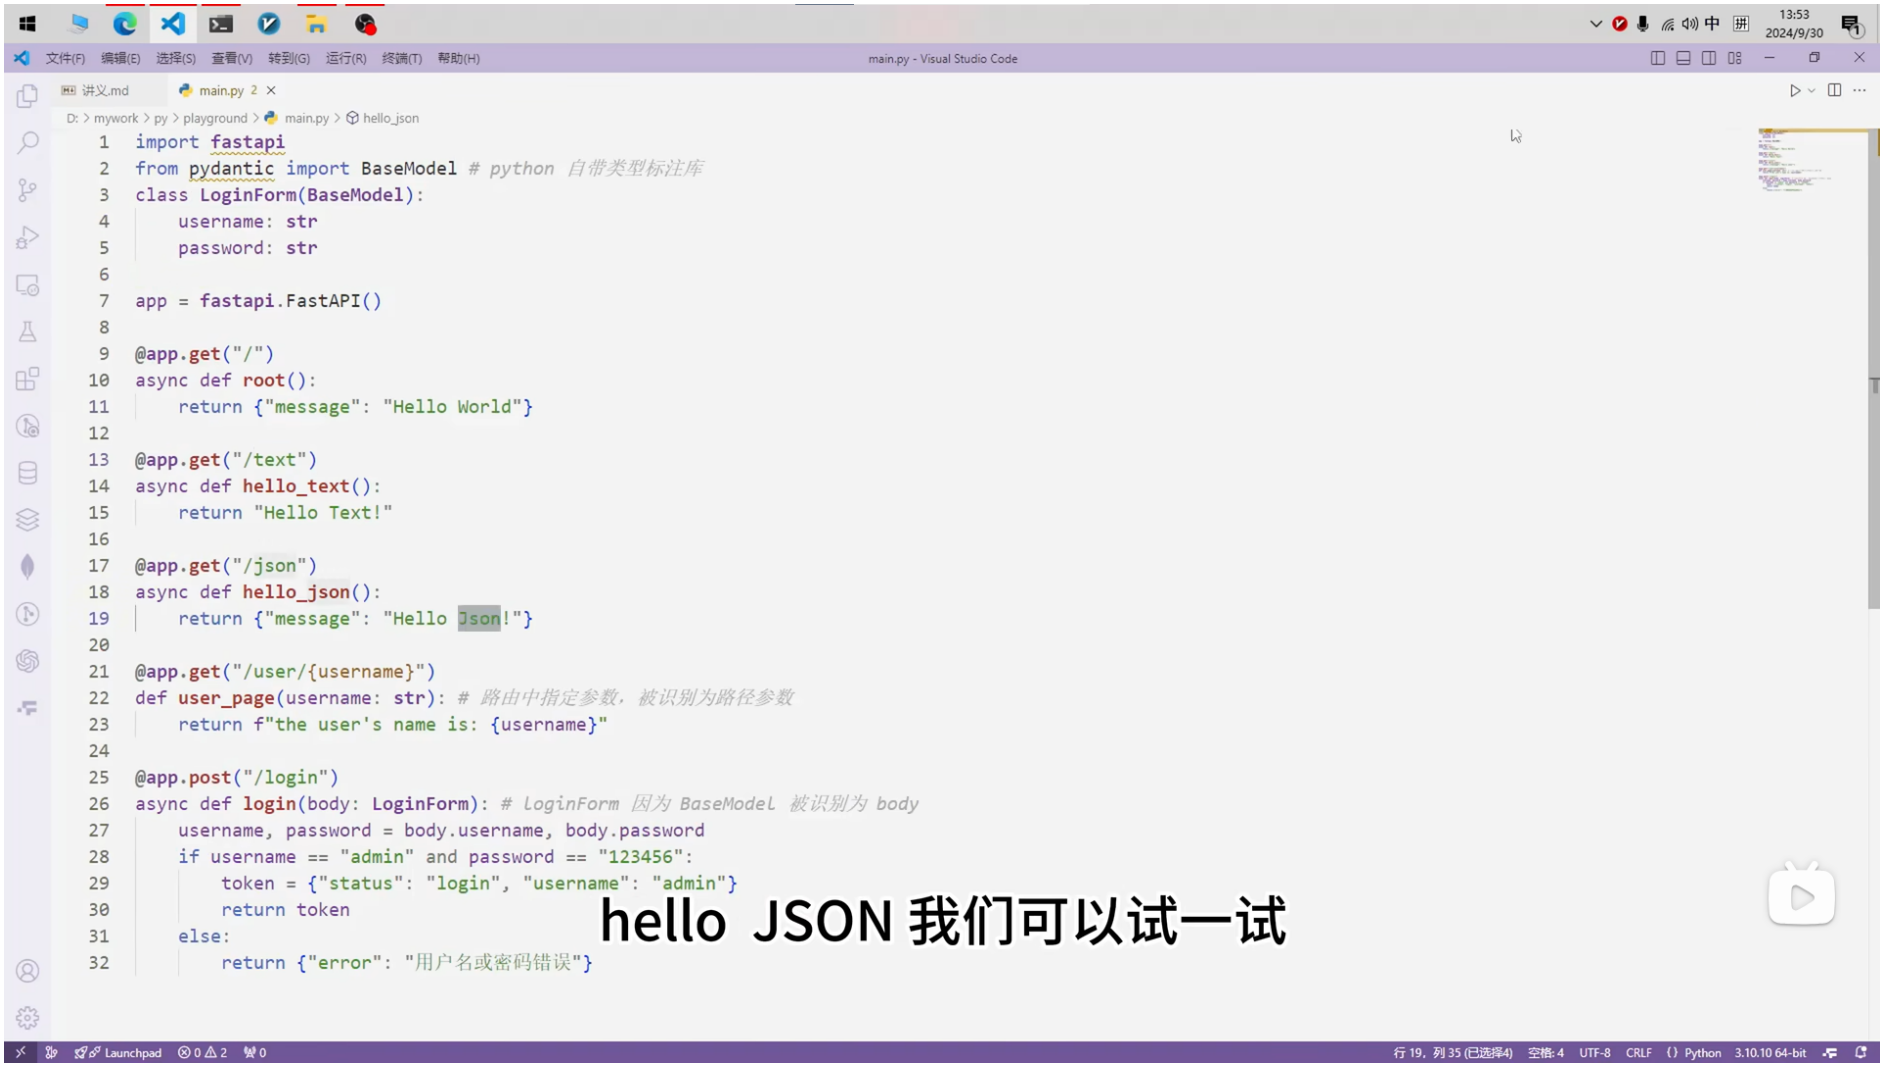 13:53
中 拼
2024/9/30
1
文件(F) 编辑(E) 选择(S) 查看(V) 转到(G) 运行(R) 终端(T) 帮助(H)
main.py - Visual Studio Code
讲义.md
main.py 2
D: > mywork > py > playground > main.py > hello_json
1 import fastapi
2 from pydantic import BaseModel # python 自带类型标注库
3 class LoginForm(BaseModel):
4 username: str
5 password: str
6
7 app = fastapi.FastAPI()
8
9 @app.get("/")
10 async def root():
11 return {"message": "Hello World"}
12
13 @app.get("/text")
14 async def hello_text():
15 return "Hello Text!"
16
17 @app.get("/json")
18 async def hello_json():
19 return {"message": "Hello Json!"}
20
21 @app.get("/user/{username}")
22 def user_page(username: str): # 路由中指定参数，被识别为路径参数
23 return f"the user's name is: {username}"
24
25 @app.post("/login")
26 async def login(body: LoginForm): # loginForm 因为 BaseModel 被识别为 body
27 username, password = body.username, body.password
28 if username == "admin" and password == "123456":
29 token = {"status": "login", "username": "admin"}
30 return token
31 else:
32 return {"error": "用户名或密码错误"}
hello JSON 我们可以试一试
Launchpad 0 2 0
行 19，列 35 (已选择4) 空格: 4 UTF-8 CRLF {} Python 3.10.10 64-bit